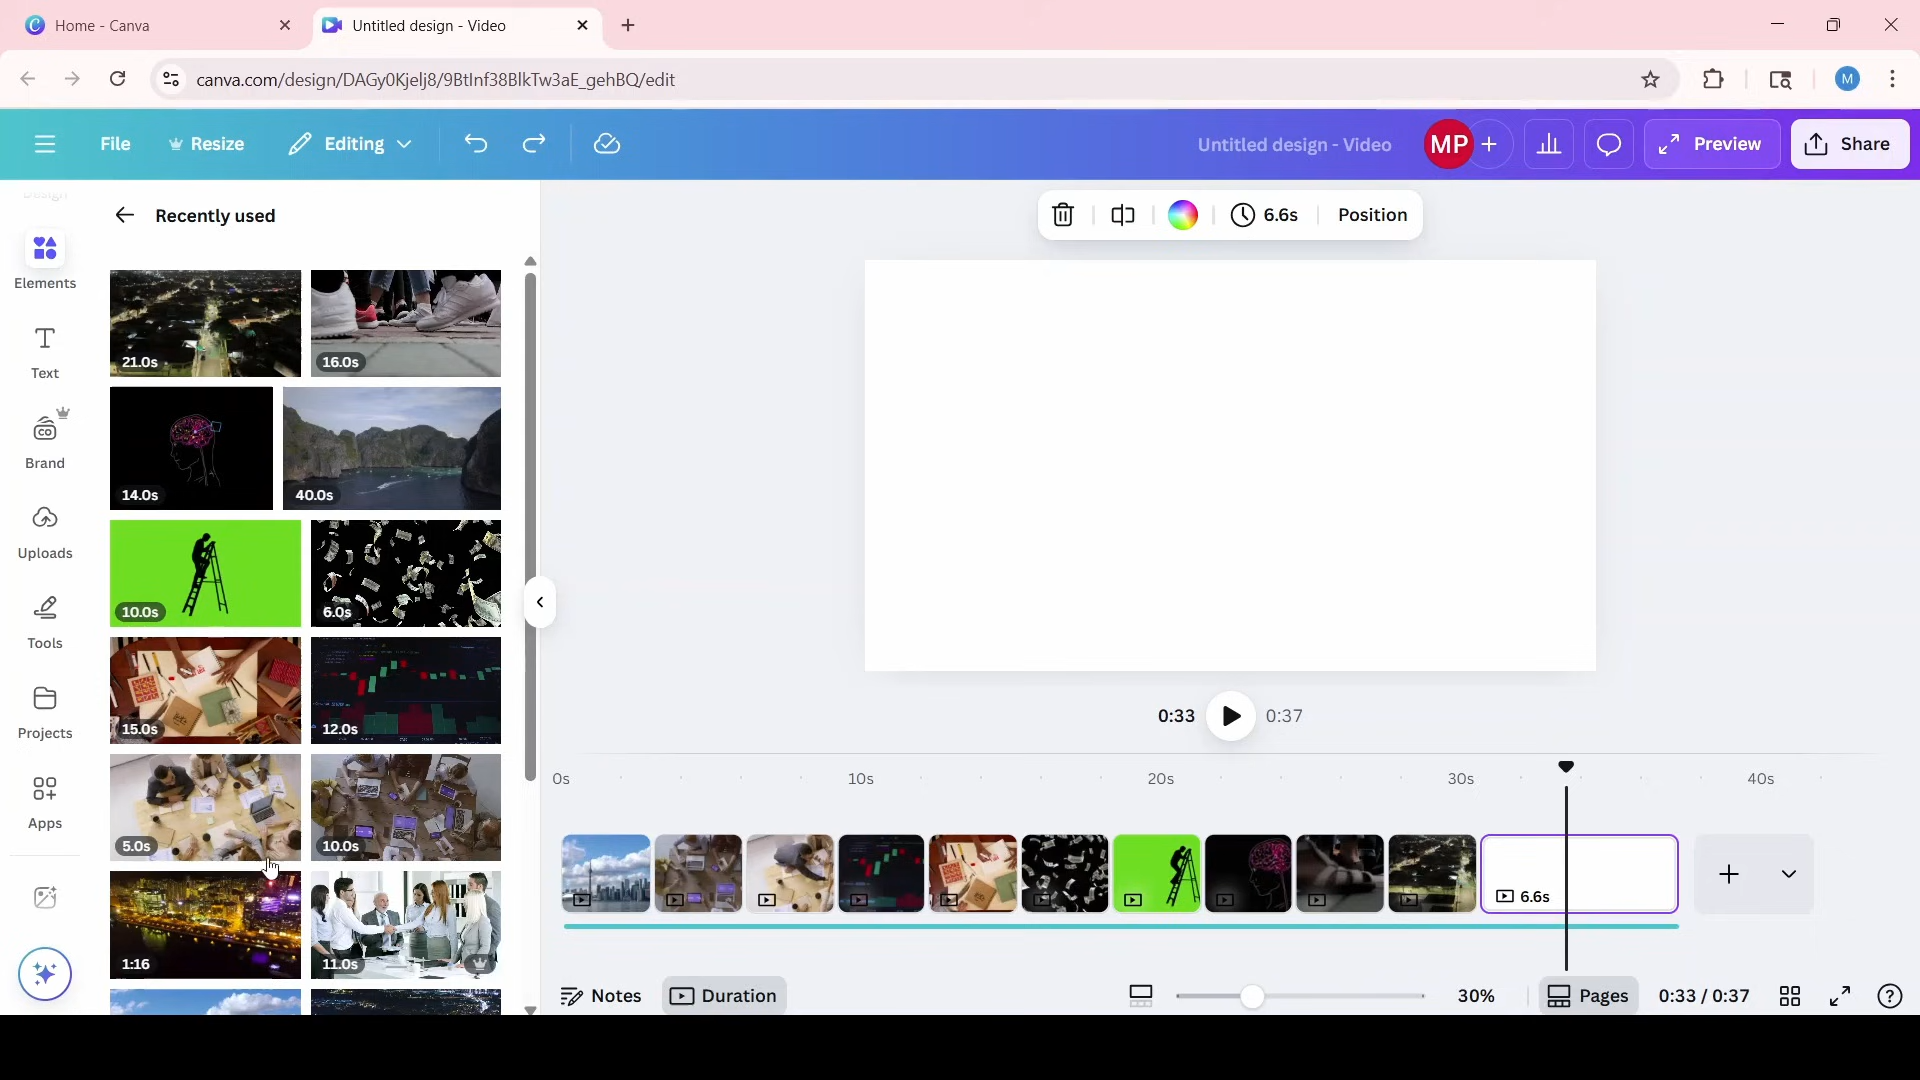 Home - Canva
Untitled design - Video
canva.com/design/DAGy0Kjelj8/9BtInf38BlkTw3aE_gehBQ/edit
M
File
Resize
Editing
Untitled design - Video
MP
Preview
Share
Design
Elements
Text
Brand
Uploads
Tools
Projects
Apps
Recently used
21.0s
16.0s
14.0s
40.0s
10.0s
6.0s
15.0s
12.0s
5.0s
10.0s
1:16
11.0s
6.6s
Position
0:33
0:37
0s
10s
20s
30s
40s
6.6s
Notes
Duration
30%
Pages
0:33 / 0:37